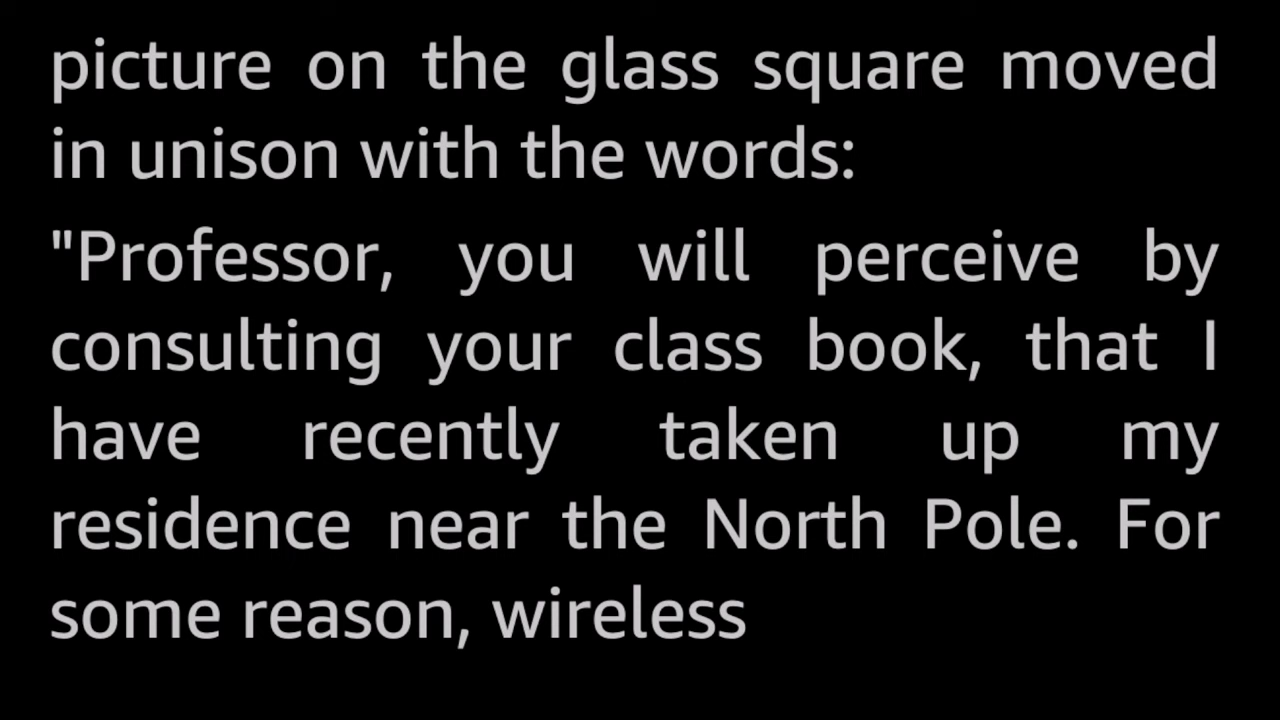 picture on the glass square moved
in unison with the words:
"Professor, you will perceive by
consulting your class book, that I
have recently taken up my
residence near the North Pole. For
some reason, wireless